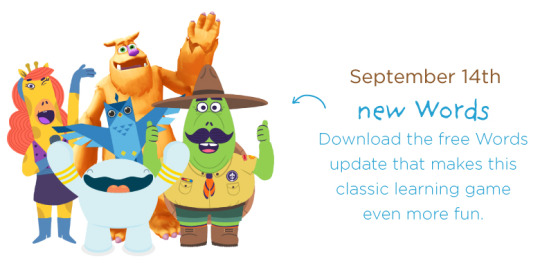 September 14th
new Words
Download the free Words
update that makes this
classic learning game
even more fun.